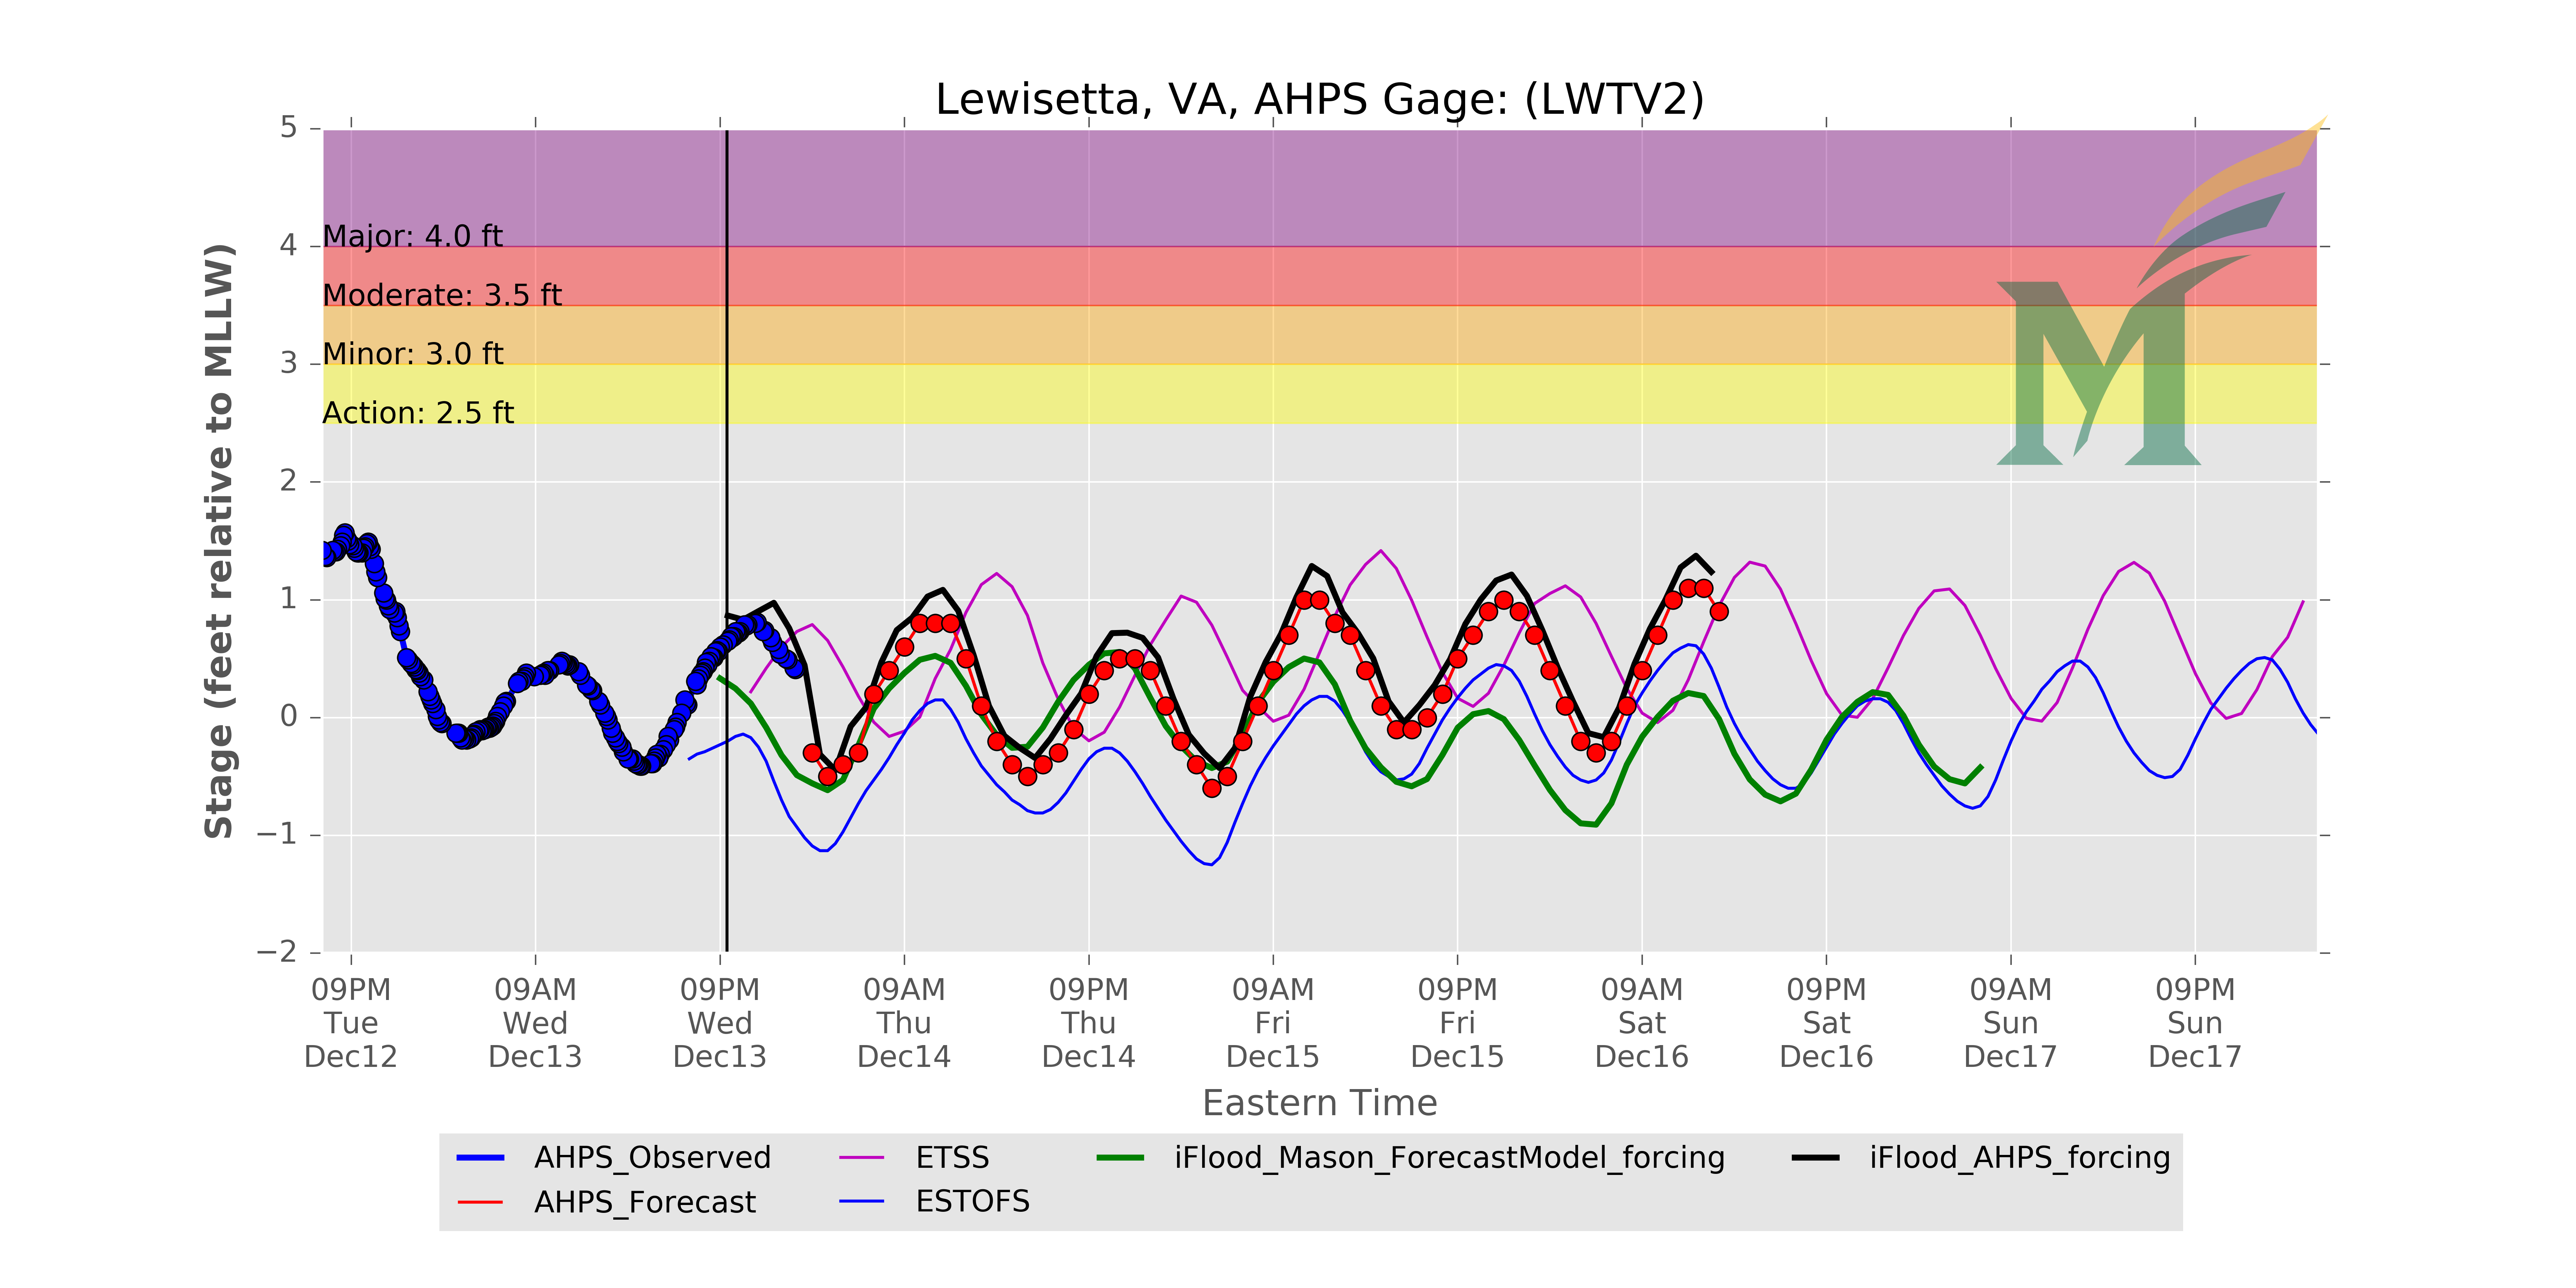 Lewisetta, VA, AHPS Gage: (LWTV2)
Stage (feet relative to MLLW)
5
4
3
2
1
0
−1
−2
Major: 4.0 ft
Moderate: 3.5 ft
Minor: 3.0 ft
Action: 2.5 ft
M
09PM 09AM 09PM 09AM 09PM 09AM 09PM 09AM 09PM 09AM 09PM
Tue Wed Wed Thu Thu Fri Fri Sat Sat Sun Sun
Dec12 Dec13 Dec13 Dec14 Dec14 Dec15 Dec15 Dec16 Dec16 Dec17 Dec17
Eastern Time
AHPS_Observed ETSS iFlood_Mason_ForecastModel_forcing iFlood_AHPS_forcing
AHPS_Forecast ESTOFS